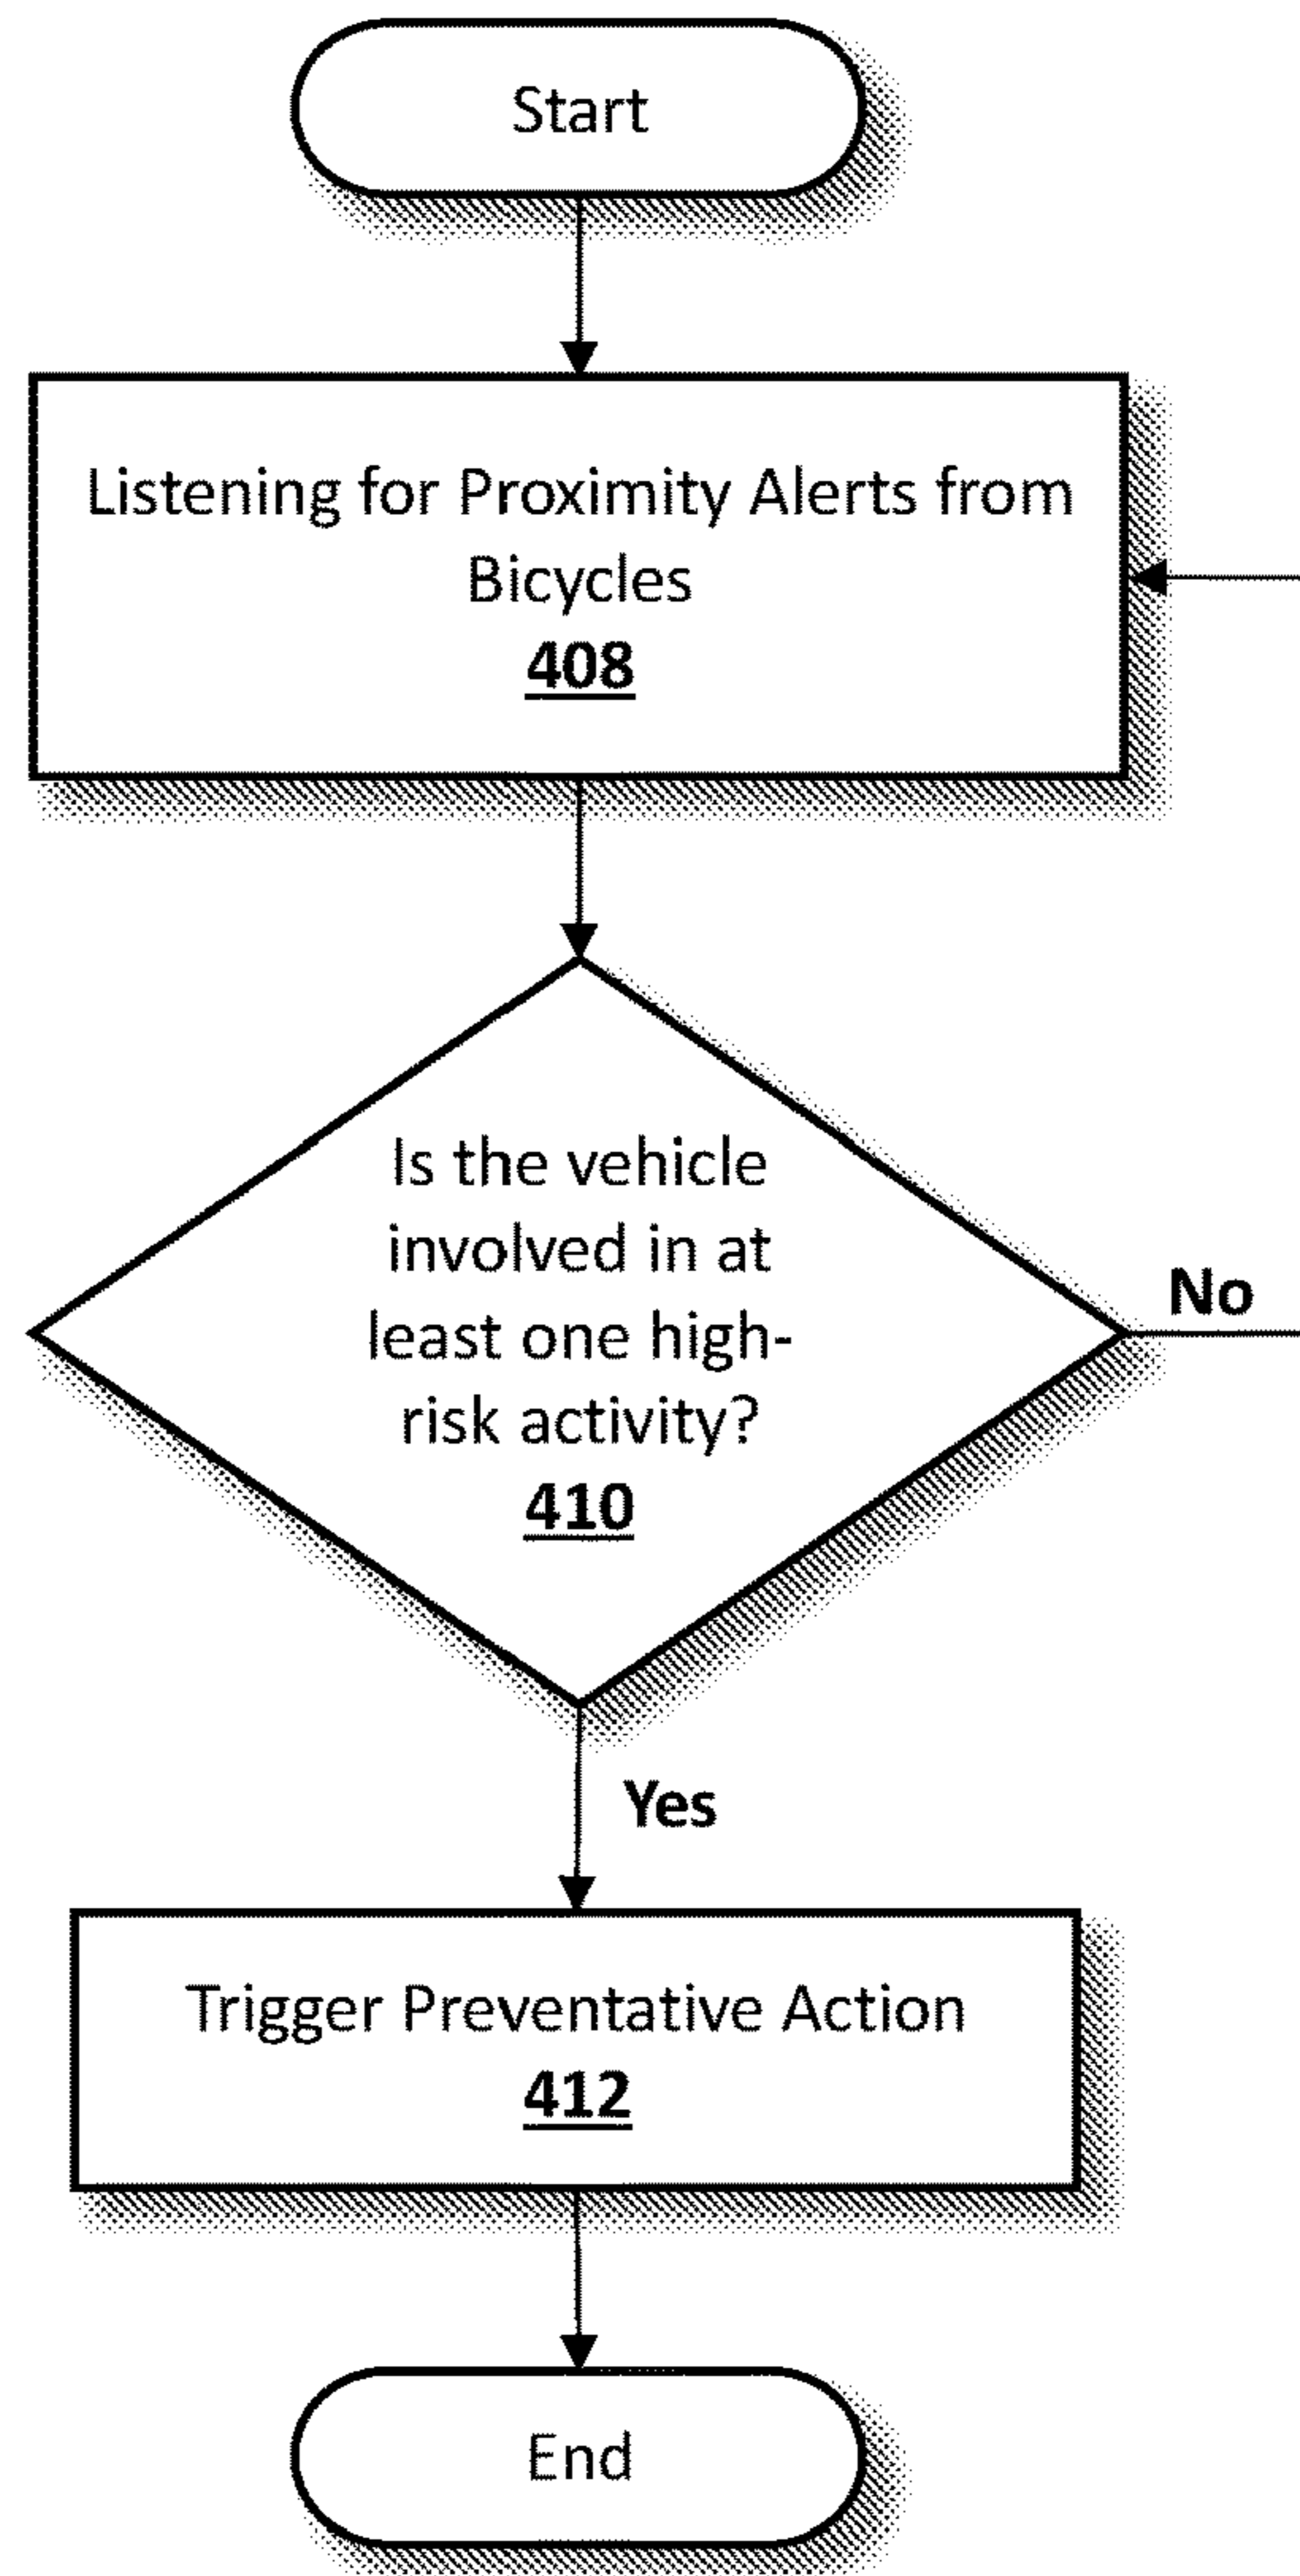 Start
Listening for Proximity Alerts from
Bicycles
408
Is the vehicle
involved in at
least one high-
risk activity?
410
No
Yes
Trigger Preventative Action
412
End